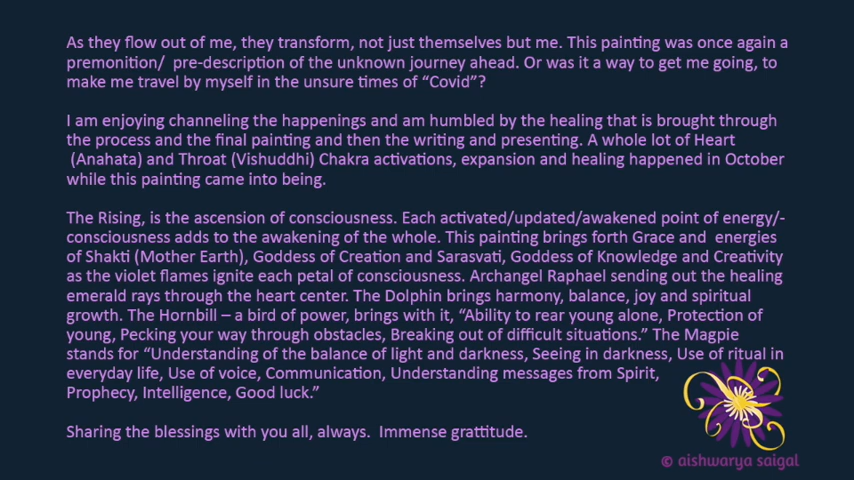 As they flow out of me, they transform, not just themselves but me. This painting was once again a
premonition/ pre-description of the unknown journey ahead. Or was it a way to get me going, to
make me travel by myself in the unsure times of “Covid”?
I am enjoying channeling the happenings and am humbled by the healing that is brought through
the process and the final painting and then the writing and presenting. A whole lot of Heart
(Anahata) and Throat (Vishuddhi) Chakra activations, expansion and healing happened in October
while this painting came into being.
The Rising, is the ascension of consciousness. Each activated/updated/awakened point of energy/-
consciousness adds to the awakening of the whole. This painting brings forth Grace and energies
of Shakti (Mother Earth), Goddess of Creation and Sarasvati, Goddess of Knowledge and Creativity
as the violet flames ignite each petal of consciousness. Archangel Raphael sending out the healing
emerald rays through the heart center. The Dolphin brings harmony, balance, joy and spiritual
growth. The Hornbill – a bird of power, brings with it, “Ability to rear young alone, Protection of
young, Pecking your way through obstacles, Breaking out of difficult situations.” The Magpie
stands for “Understanding of the balance of light and darkness, Seeing in darkness, Use of ritual in
everyday life, Use of voice, Communication, Understanding messages from Spirit,
Prophecy, Intelligence, Good luck.”
Sharing the blessings with you all, always. Immense grattitude.
© aishwarya saigal